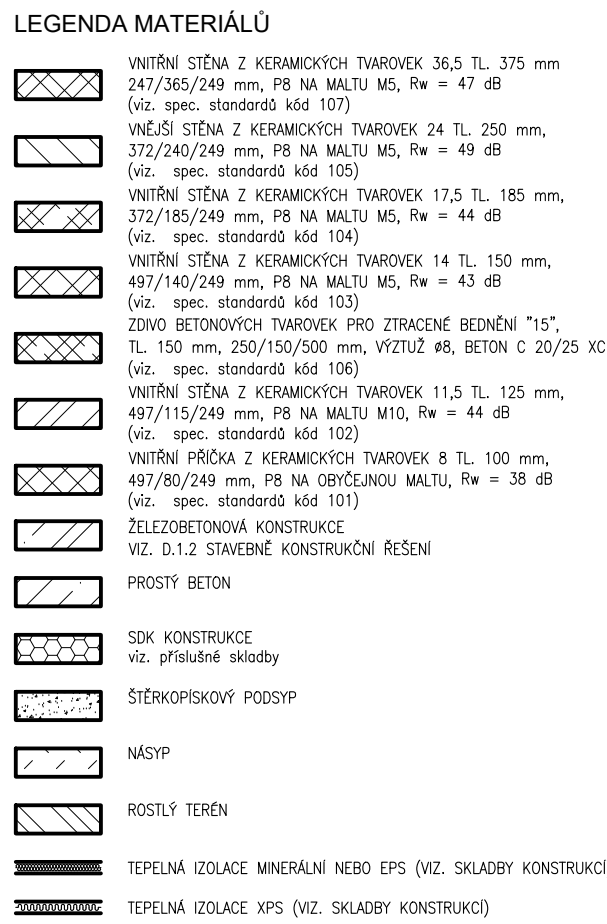 LEGENDA MATERIÁLŮ
VNITŘNÍ STĚNA Z KERAMICKÝCH TVAROVEK 36,5 TL. 375 mm
247/365/249 mm, P8 NA MALTU M5, Rw = 47 dB
(viz. spec. standardů kód 107)
VNĚJŠÍ STĚNA Z KERAMICKÝCH TVAROVEK 24 TL. 250 mm,
372/240/249 mm, P8 NA MALTU M5, Rw = 49 dB
(viz. spec. standardů kód 105)
VNITŘNÍ STĚNA Z KERAMICKÝCH TVAROVEK 17,5 TL. 185 mm,
372/185/249 mm, P8 NA MALTU M5, Rw = 44 dB
(viz. spec. standardů kód 104)
VNITŘNÍ STĚNA Z KERAMICKÝCH TVAROVEK 14 TL. 150 mm,
497/140/249 mm, P8 NA MALTU M5, Rw = 43 dB
(viz. spec. standardů kód 103)
ZDIVO BETONOVÝCH TVAROVEK PRO ZTRACENÉ BEDNĚNÍ "15",
TL. 150 mm, 250/150/500 mm, VÝZTUŽ ø8, BETON C 20/25 XC
(viz. spec. standardů kód 106)
VNITŘNÍ STĚNA Z KERAMICKÝCH TVAROVEK 11,5 TL. 125 mm,
497/115/249 mm, P8 NA MALTU M10, Rw = 44 dB
(viz. spec. standardů kód 102)
VNITŘNÍ PŘÍČKA Z KERAMICKÝCH TVAROVEK 8 TL. 100 mm,
497/80/249 mm, P8 NA OBYČEJNOU MALTU, Rw = 38 dB
(viz. spec. standardů kód 101)
ŽELEZOBETONOVÁ KONSTRUKCE
VIZ. D.1.2 STAVEBNĚ KONSTRUKČNÍ ŘEŠENÍ
PROSTÝ BETON
SDK KONSTRUKCE
viz. příslušné skladby
ŠTĚRKOPÍSKOVÝ PODSYP
NÁSYP
ROSTLÝ TERÉN
TEPELNÁ IZOLACE MINERÁLNÍ NEBO EPS (VIZ. SKLADBY KONSTRUKCÍ
TEPELNÁ IZOLACE XPS (VIZ. SKLADBY KONSTRUKCÍ)